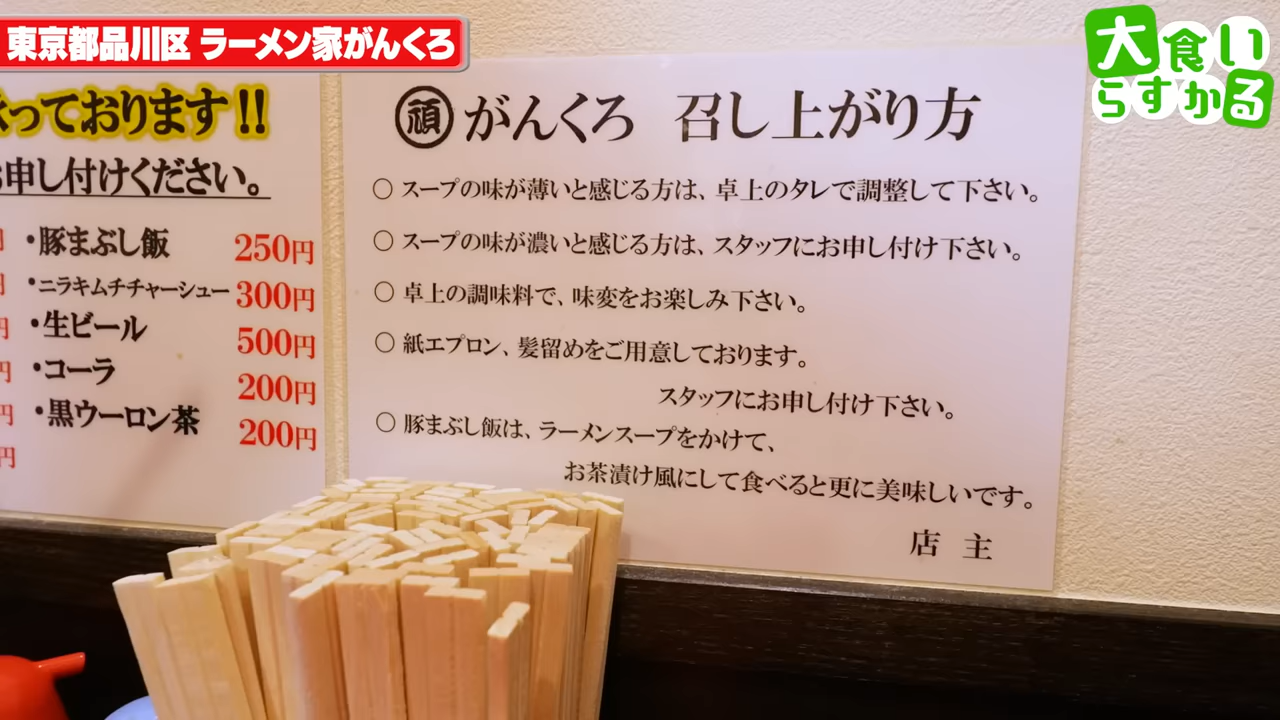 東京都品川区 ラーメン家がんくろ
大食い
らすかる
っております!!
申し付けください。
・豚まぶし飯 250円
・ニラキムチチャーシュー 300円
・生ビール 500円
・コーラ 200円
・黒ウーロン茶 200円
円
頑 がんくろ 召し上がり方
○ スープの味が薄いと感じる方は、卓上のタレで調整して下さい。
○ スープの味が濃いと感じる方は、スタッフにお申し付け下さい。
○ 卓上の調味料で、味変をお楽しみ下さい。
○ 紙エプロン、髪留めをご用意しております。
スタッフにお申し付け下さい。
○ 豚まぶし飯は、ラーメンスープをかけて、
お茶漬け風にして食べると更に美味しいです。
店 主